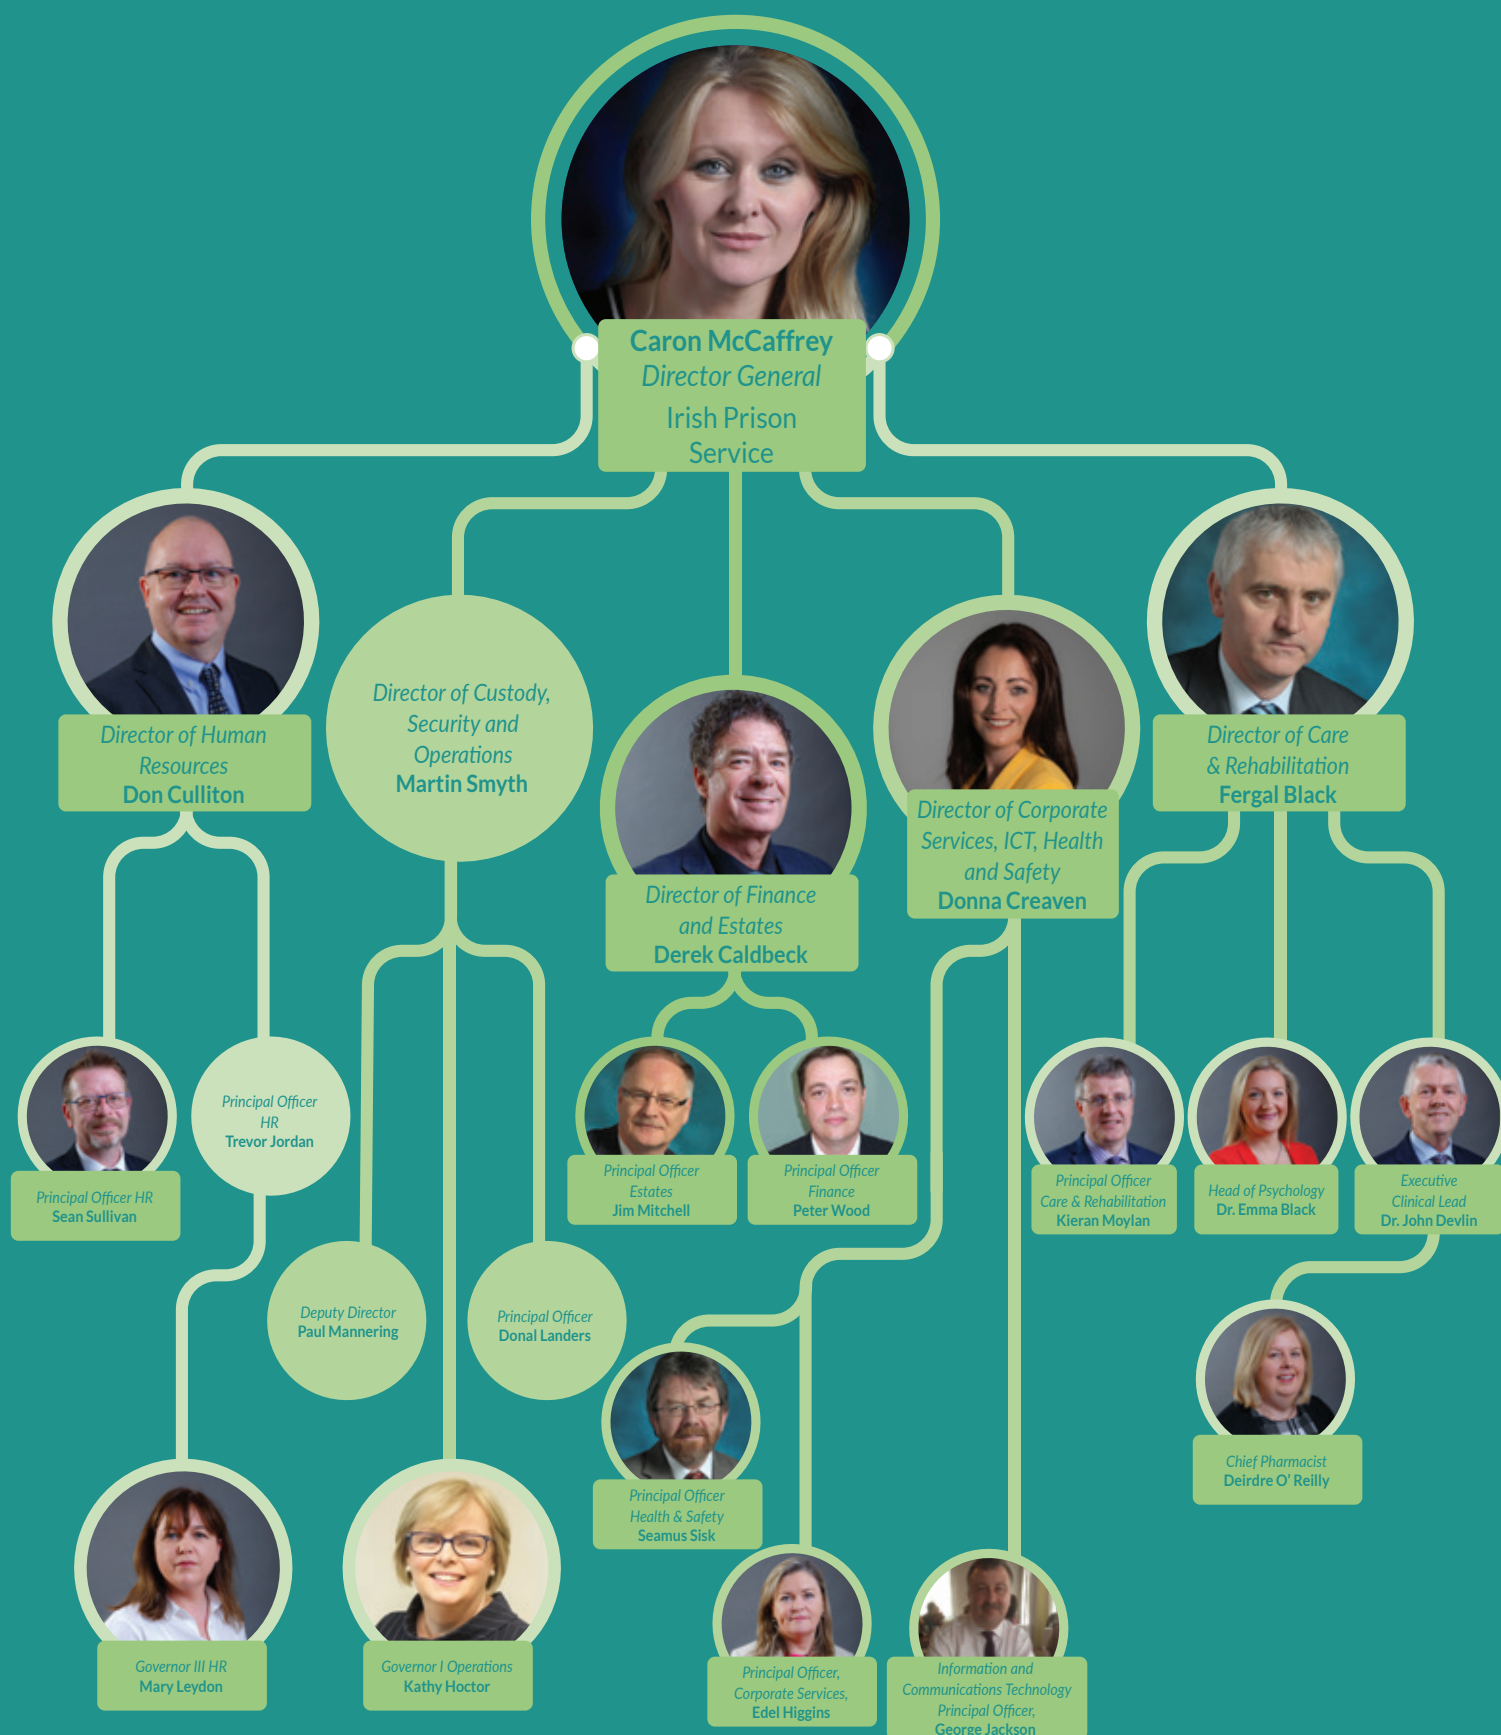 Caron McCaffrey
Director General
Irish Prison
Service
Director of Human
Resources
Don Culliton
Director of Custody,
Security and
Operations
Martin Smyth
Director of Finance
and Estates
Derek Caldbeck
Director of Corporate
Services, ICT, Health
and Safety
Donna Creaven
Director of Care
& Rehabilitation
Fergal Black
Principal Officer HR
Sean Sullivan
Principal Officer
HR
Trevor Jordan
Principal Officer
Estates
Jim Mitchell
Principal Officer
Finance
Peter Wood
Principal Officer
Care & Rehabilitation
Kieran Moylan
Head of Psychology
Dr. Emma Black
Executive
Clinical Lead
Dr. John Devlin
Deputy Director
Paul Mannering
Principal Officer
Donal Landers
Principal Officer
Health & Safety
Seamus Sisk
Chief Pharmacist
Deirdre O' Reilly
Governor III HR
Mary Leydon
Governor I Operations
Kathy Hoctor
Principal Officer,
Corporate Services,
Edel Higgins
Information and
Communications Technology
Principal Officer,
George Jackson